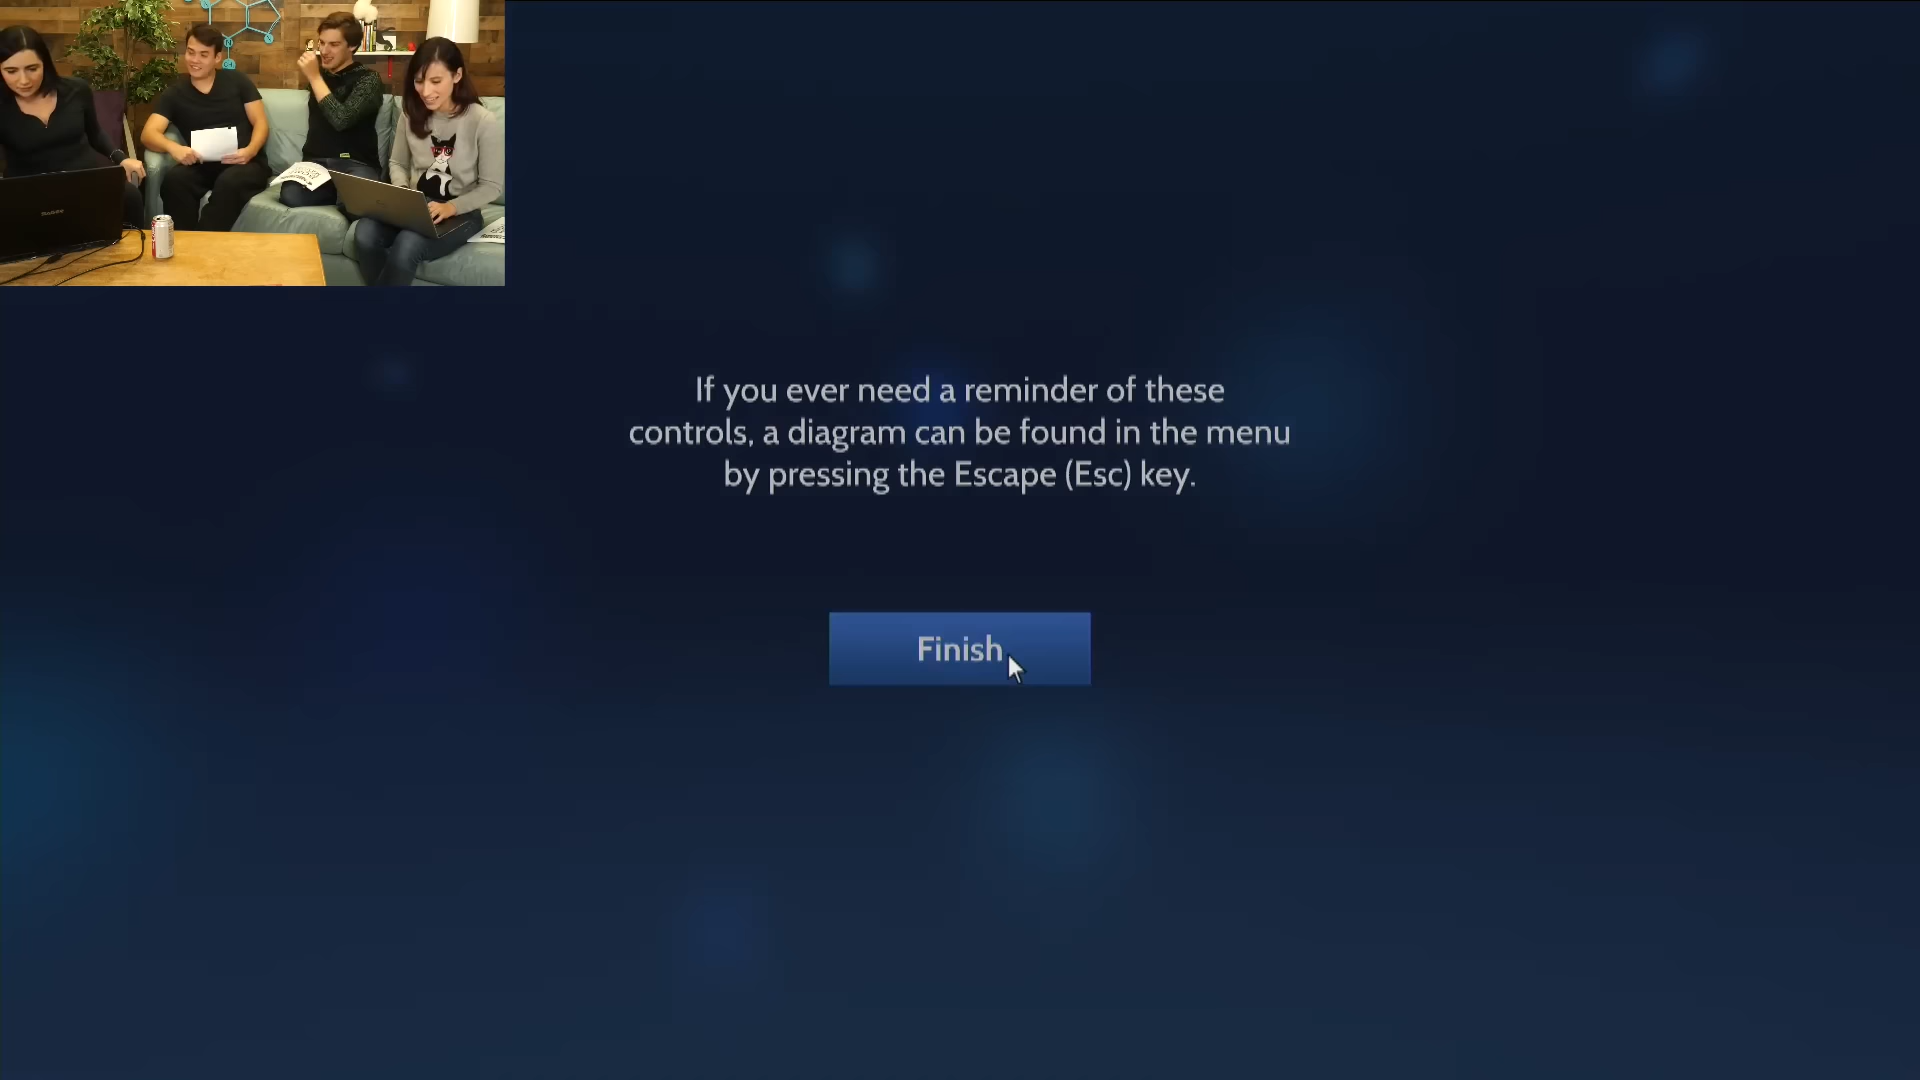 If you ever need a reminder of these
controls, a diagram can be found in the menu
by pressing the Escape (Esc) key.
Finish